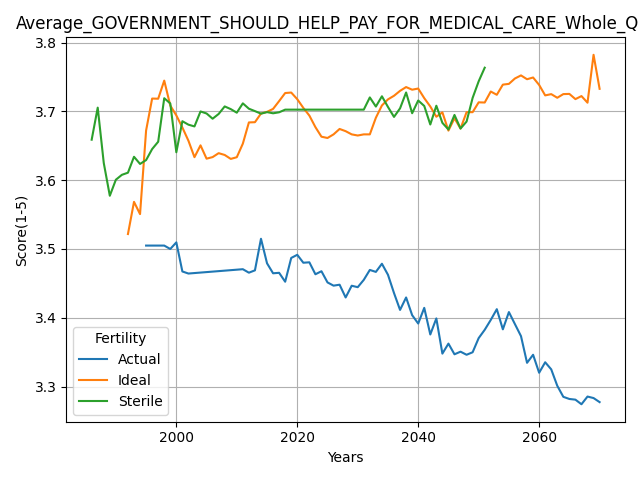 Average_GOVERNMENT_SHOULD_HELP_PAY_FOR_MEDICAL_CARE_Whole_Q
3.8
3.7
3.6
3.5
3.4
3.3
Score(1-5)
Fertility
Actual
Ideal
Sterile
2000 2020 2040 2060
Years